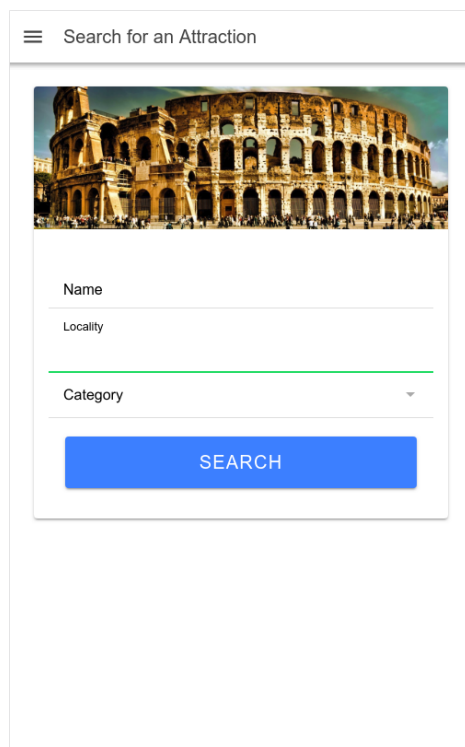 Search for an Attraction
Name
Locality
Category
SEARCH